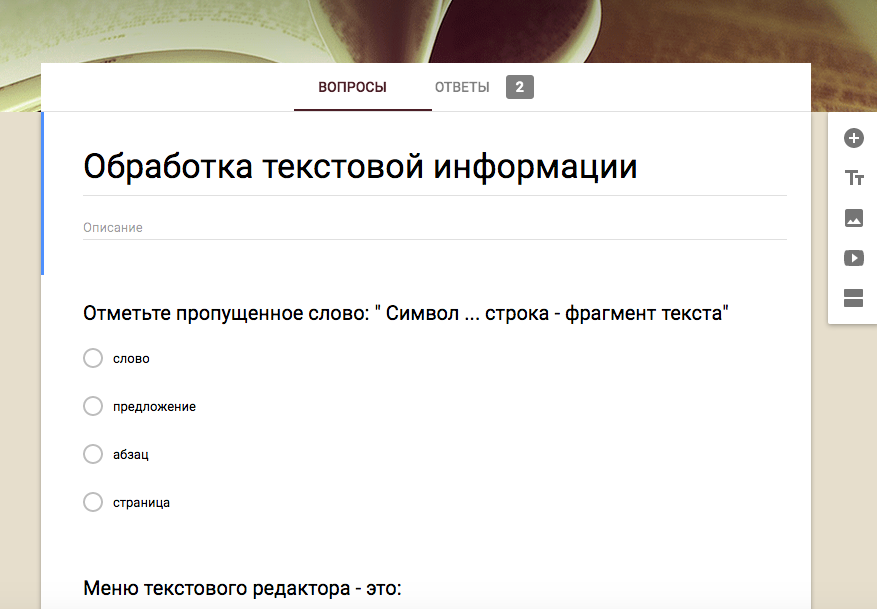 ВОПРОСЫ ОТВЕТЫ 2
Обработка текстовой информации
Описание
Отметьте пропущенное слово: " Символ ... строка - фрагмент текста"
слово
предложение
абзац
страница
Меню текстового редактора - это: